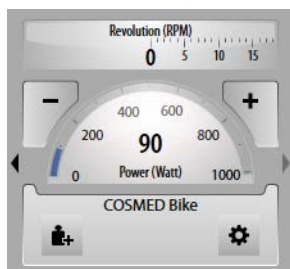 Revolution (RPM)
0 5 10 15
− +
400 600
200 90 800
0 Power (Watt) 1000
COSMED Bike